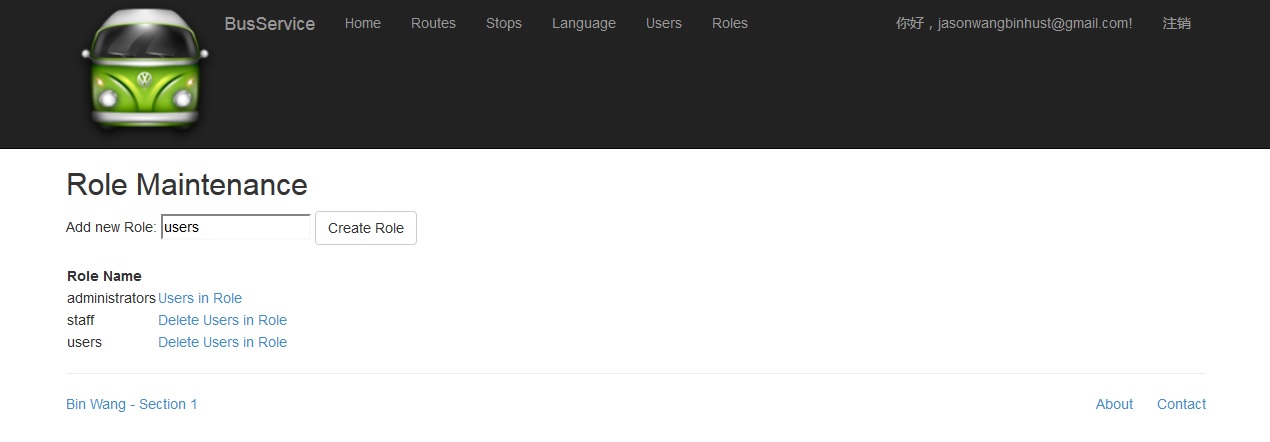 BusService Home Routes Stops Language Users Roles 你好，jasonwangbinhust@gmail.com! 注销
Role Maintenance
Add new Role: users Create Role
Role Name
administrators Users in Role
staff Delete Users in Role
users Delete Users in Role
Bin Wang - Section 1 About Contact